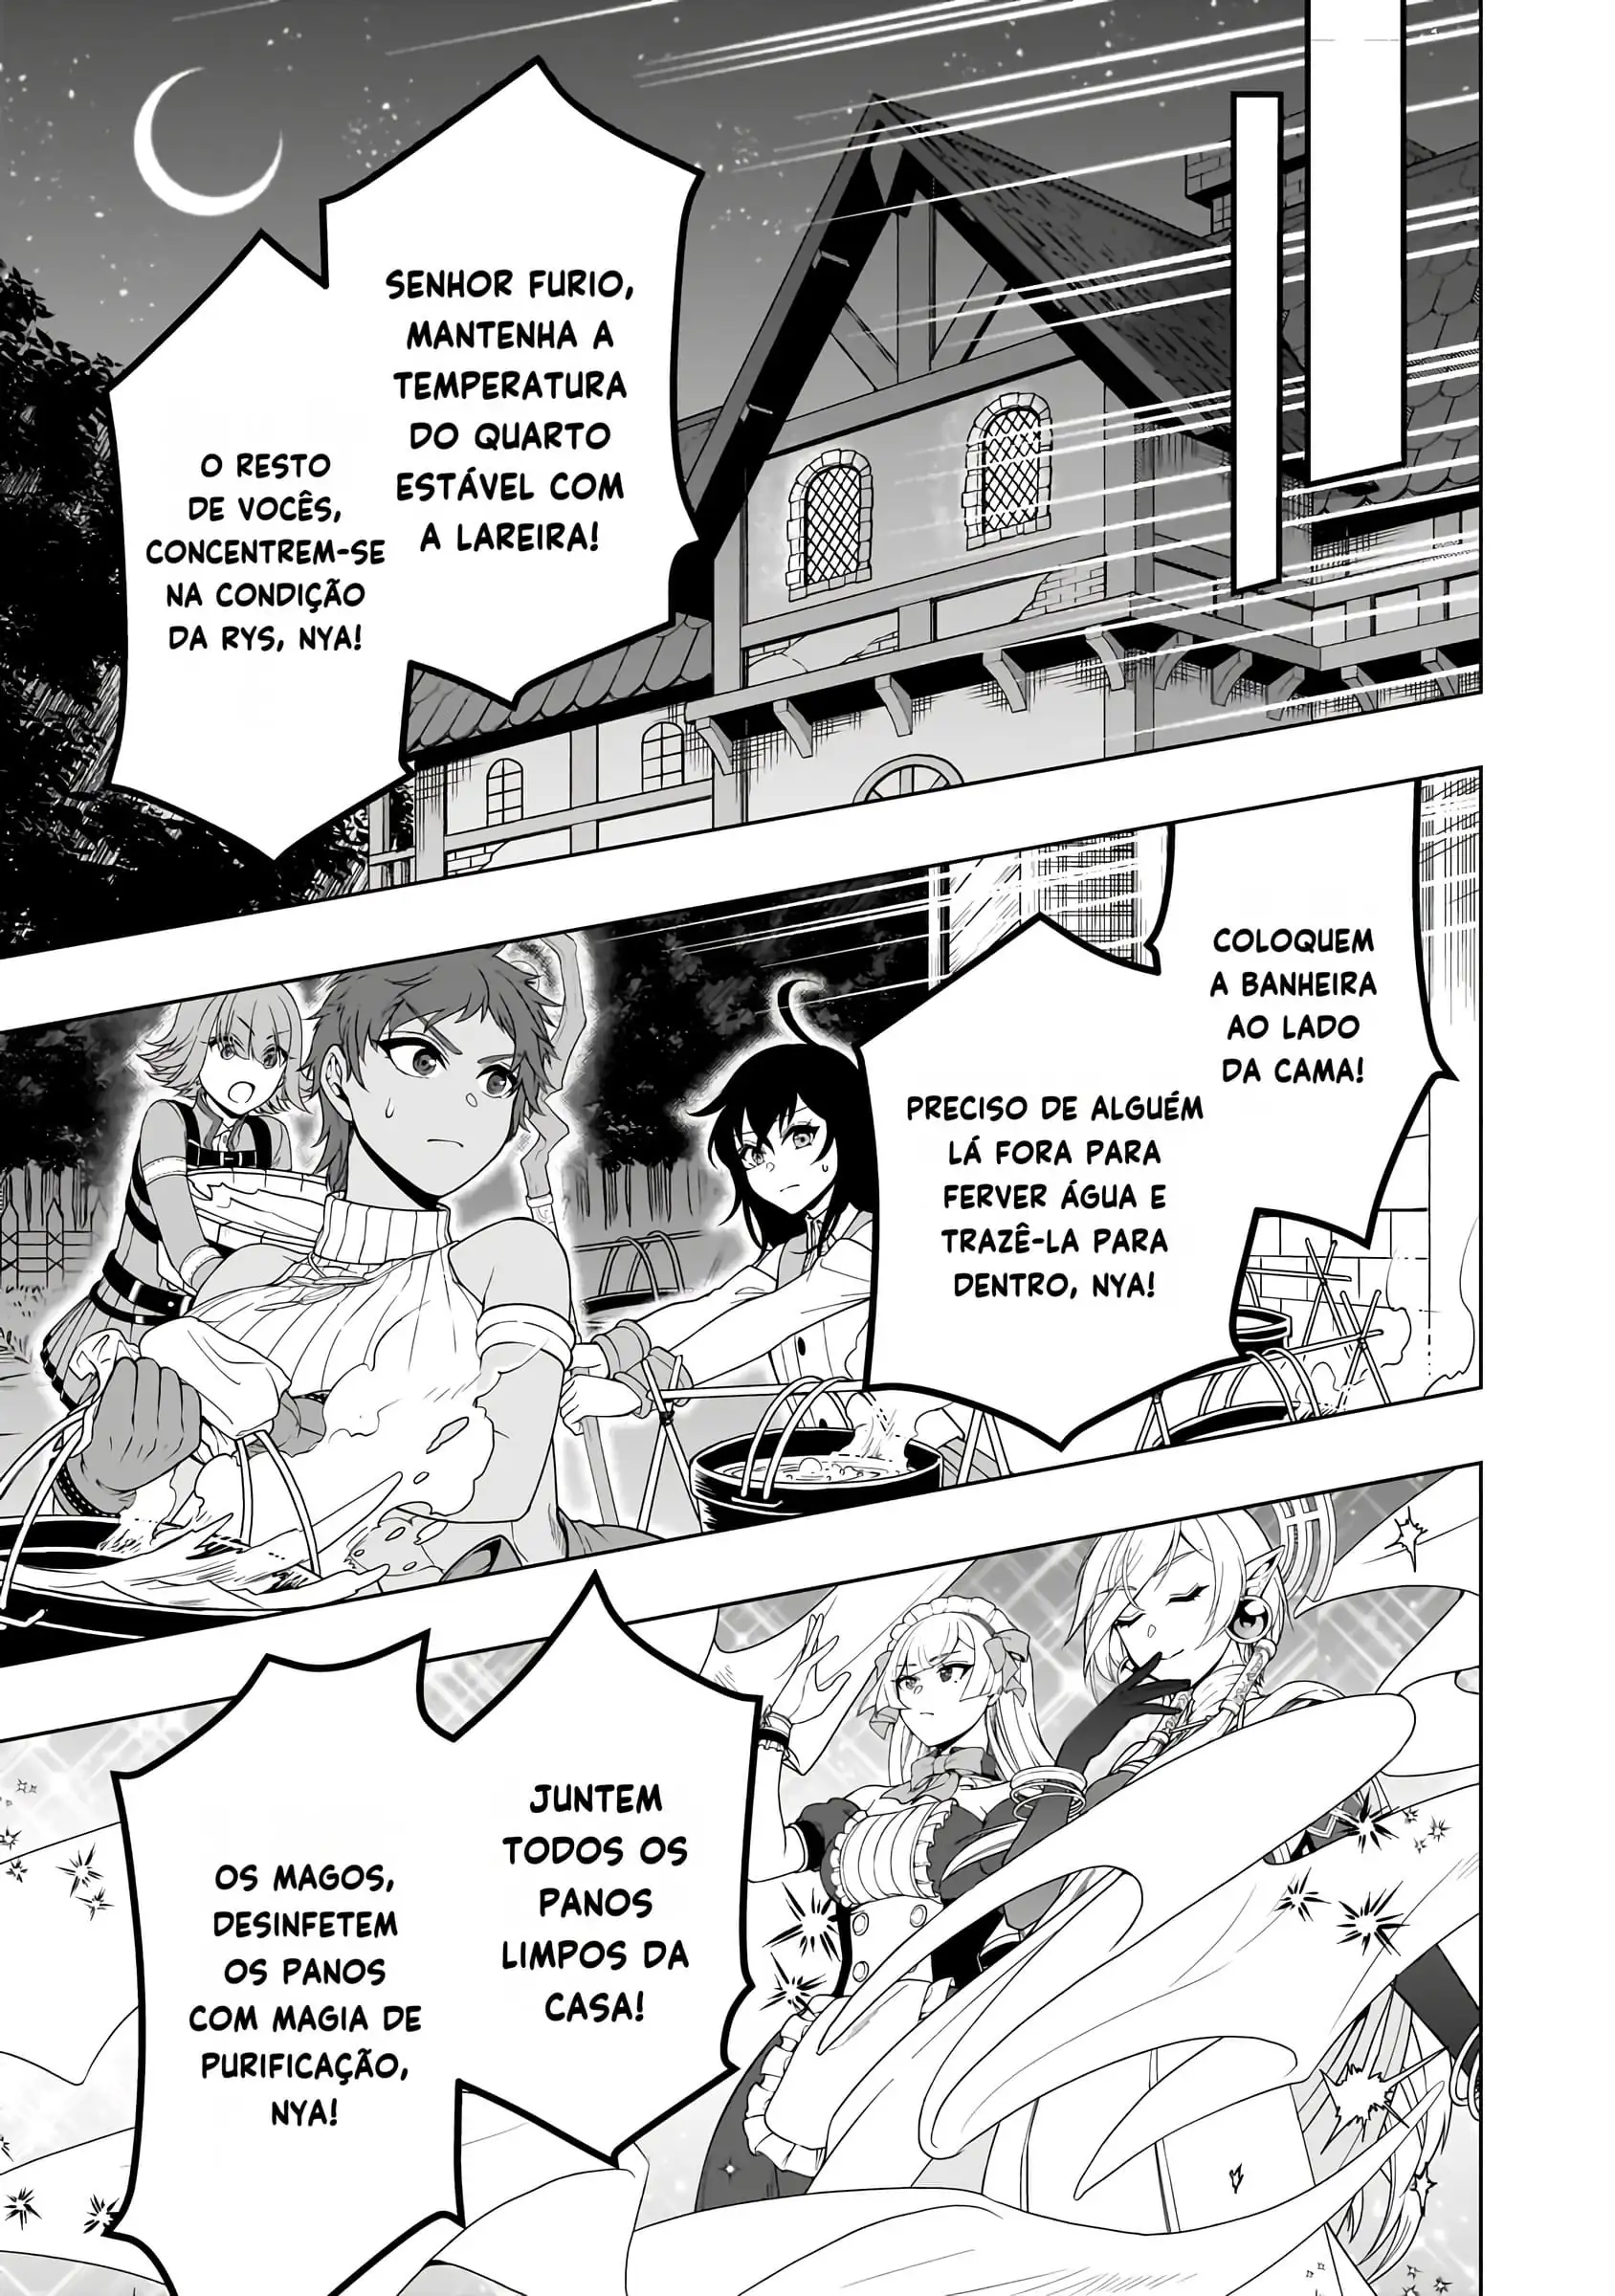 SENHOR FURIO,
MANTENHA A
TEMPERATURA
DO QUARTO
ESTÁVEL COM
A LAREIRA!
O RESTO
DE VOCÊS,
CONCENTREM-SE
NA CONDIÇÃO
DA RYS, NYA!
COLOQUEM
A BANHEIRA
AO LADO
DA CAMA!
PRECISO DE ALGUÉM
LÁ FORA PARA
FERVER ÁGUA E
TRAZÊ-LA PARA
DENTRO, NYA!
JUNTEM
TODOS OS
PANOS
LIMPOS DA
CASA!
OS MAGOS,
DESINFETEM
OS PANOS
COM MAGIA DE
PURIFICAÇÃO,
NYA!